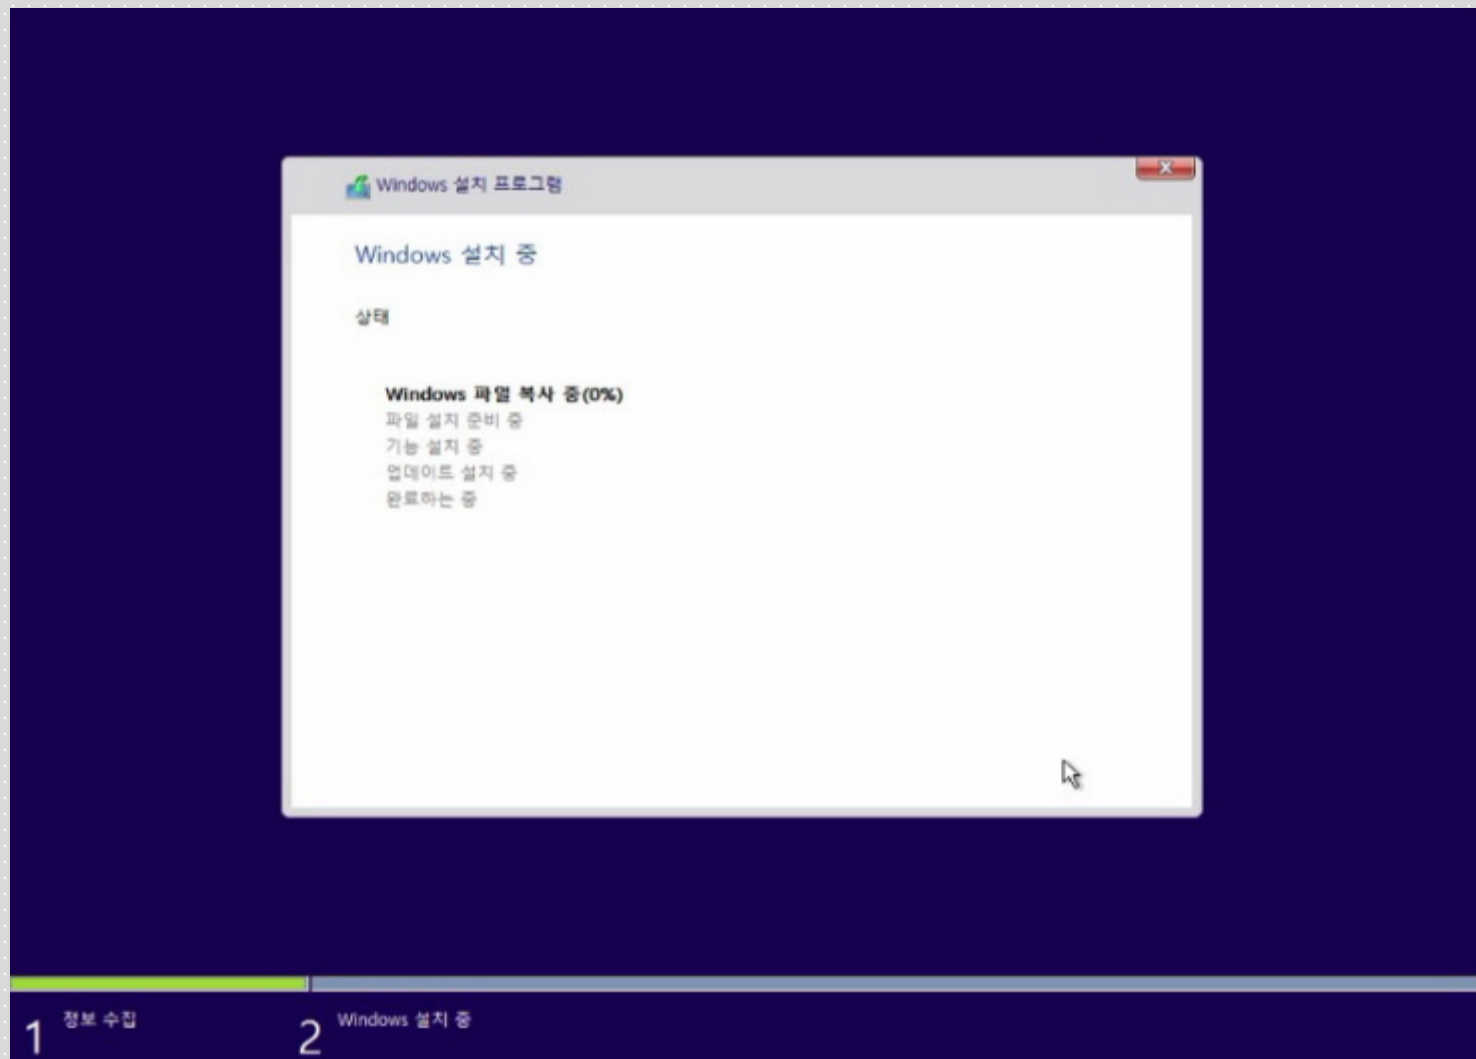 Windows 설치 프로그램
Windows 설치 중
상태
Windows 파일 복사 중(0%)
파일 설치 준비 중
기능 설치 중
업데이트 설치 중
완료하는 중
1 정보 수집
2 Windows 설치 중